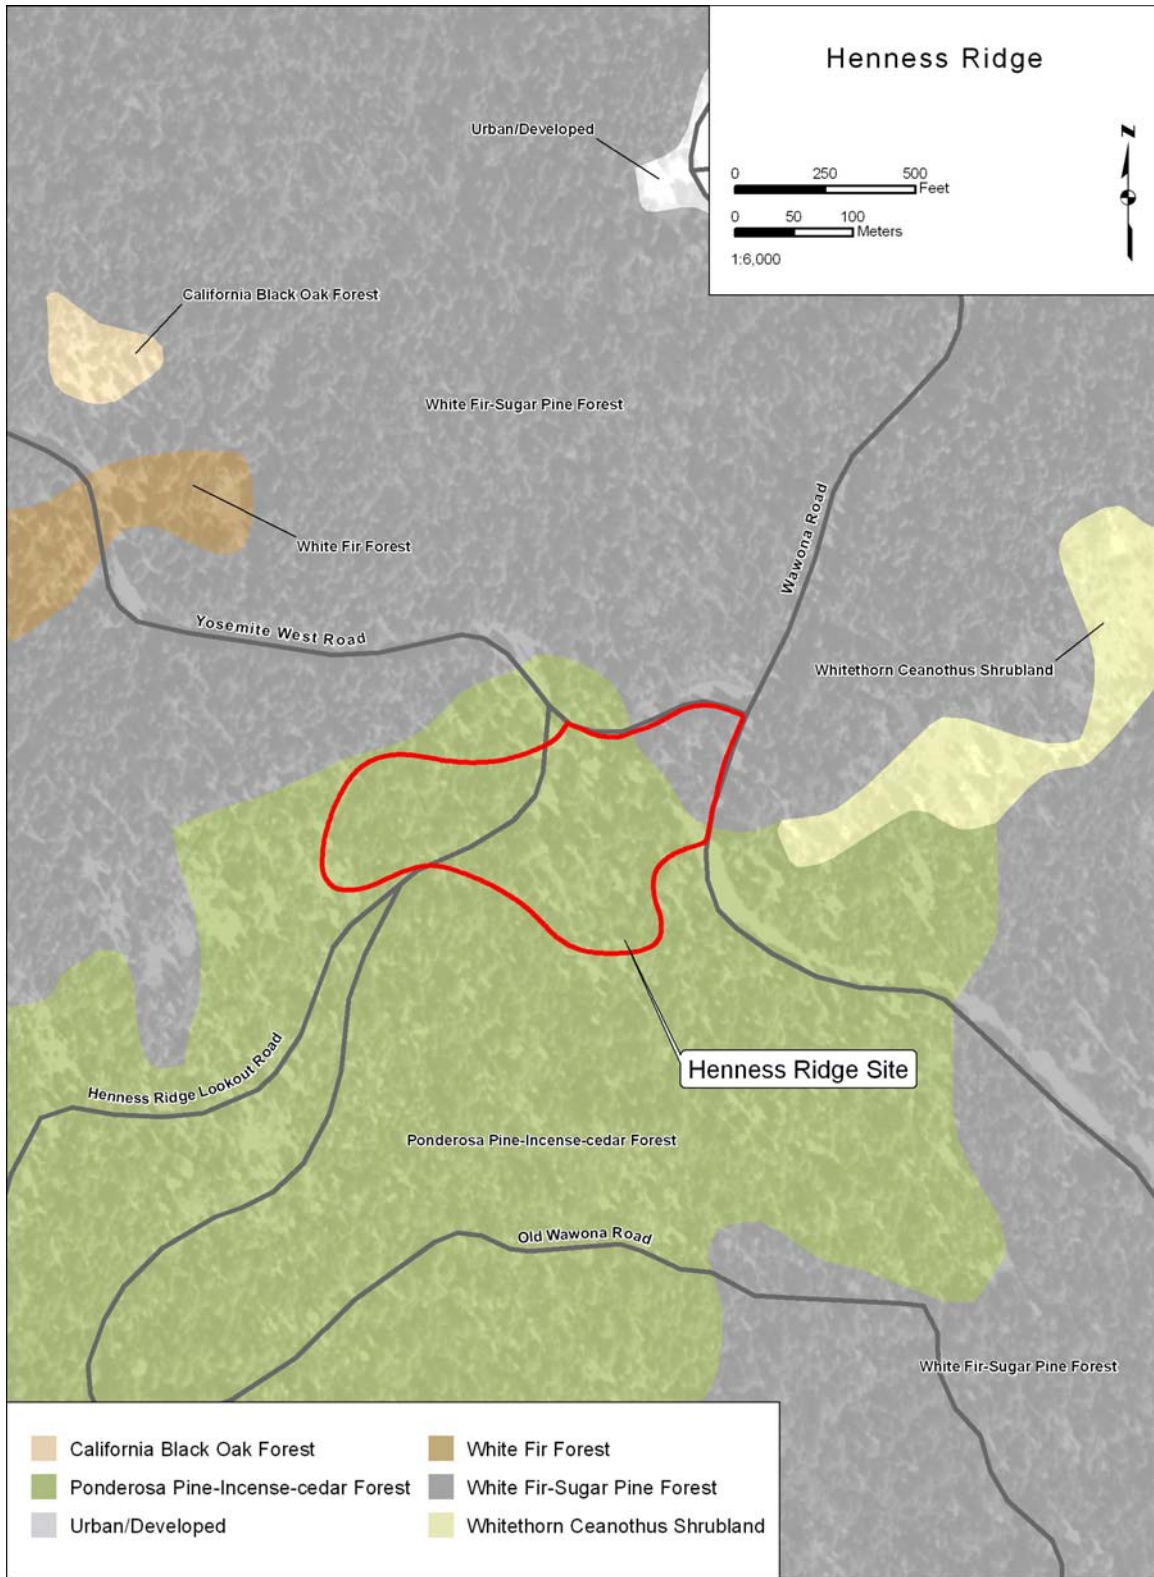 Henness Ridge
Urban/Developed
N
0 250 500
Feet
0 50 100
Meters
1:6,000
California Black Oak Forest
White Fir-Sugar Pine Forest
Wawona Road
White Fir Forest
Yosemite West Road
Whitethorn Ceanothus Shrubland
Henness Ridge Site
Henness Ridge Lookout Road
Ponderosa Pine-Incense-cedar Forest
Old Wawona Road
White Fir-Sugar Pine Forest
California Black Oak Forest
Ponderosa Pine-Incense-cedar Forest
Urban/Developed
White Fir Forest
White Fir-Sugar Pine Forest
Whitethorn Ceanothus Shrubland